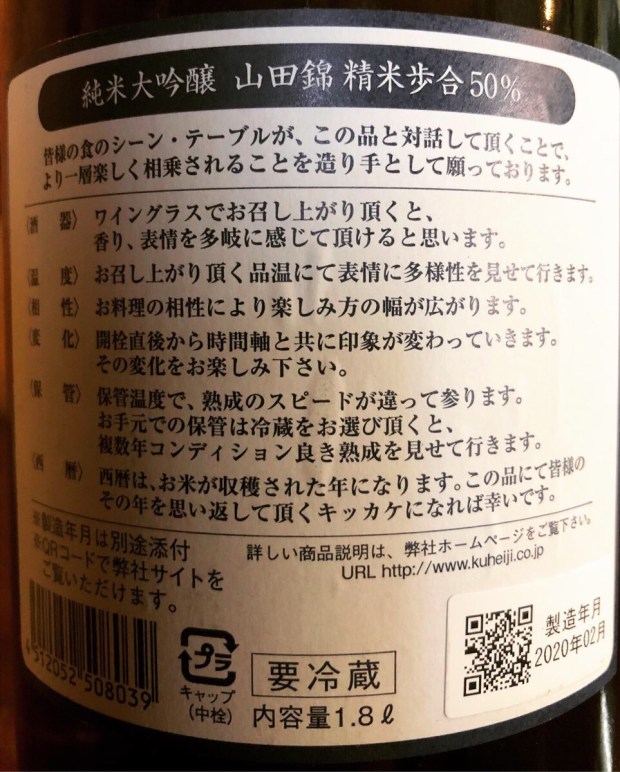 純米大吟醸 山田錦 精米歩合50%
皆様の食のシーン・テーブルが、この品と対話して頂くことで、
より一層楽しく相乗されることを造り手として願っております。
〈酒 器〉 ワイングラスでお召し上がり頂くと、
香り、表情を多岐に感じて頂けると思います。
〈温 度〉 お召し上がり頂く品温にて表情に多様性を見せて行きます。
〈相 性〉 お料理の相性により楽しみ方の幅が広がります。
〈変 化〉 開栓直後から時間軸と共に印象が変わっていきます。
その変化をお楽しみ下さい。
〈保 管〉 保管温度で、熟成のスピードが違って参ります。
お手元での保管は冷蔵をお選び頂くと、
複数年コンディション良き熟成を見せて行きます。
〈西 暦〉 西暦は、お米が収穫された年になります。この品にて皆様の
その年を思い返して頂くキッカケになれば幸いです。
※製造年月は別途添付
※QRコードで弊社サイトを
ご覧いただけます。
詳しい商品説明は、弊社ホームページをご覧下さい。
URL http://www.kuheiji.co.jp
4512052508039
プラ
キャップ
(中栓)
要冷蔵
内容量1.8ℓ
製造年月
2020年02月